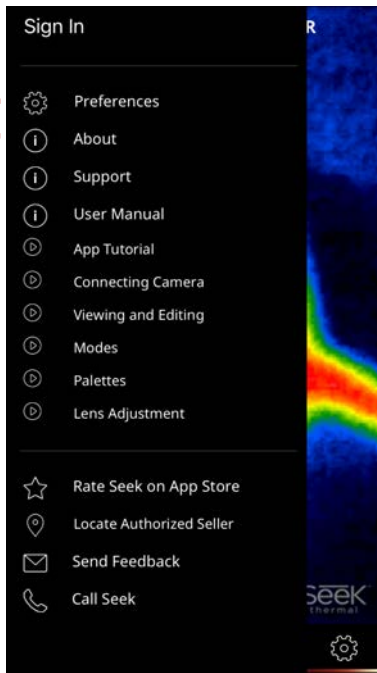 Sign In
R
Preferences
About
Support
User Manual
App Tutorial
Connecting Camera
Viewing and Editing
Modes
Palettes
Lens Adjustment
Rate Seek on App Store
Locate Authorized Seller
Send Feedback
Call Seek
Seek
thermal